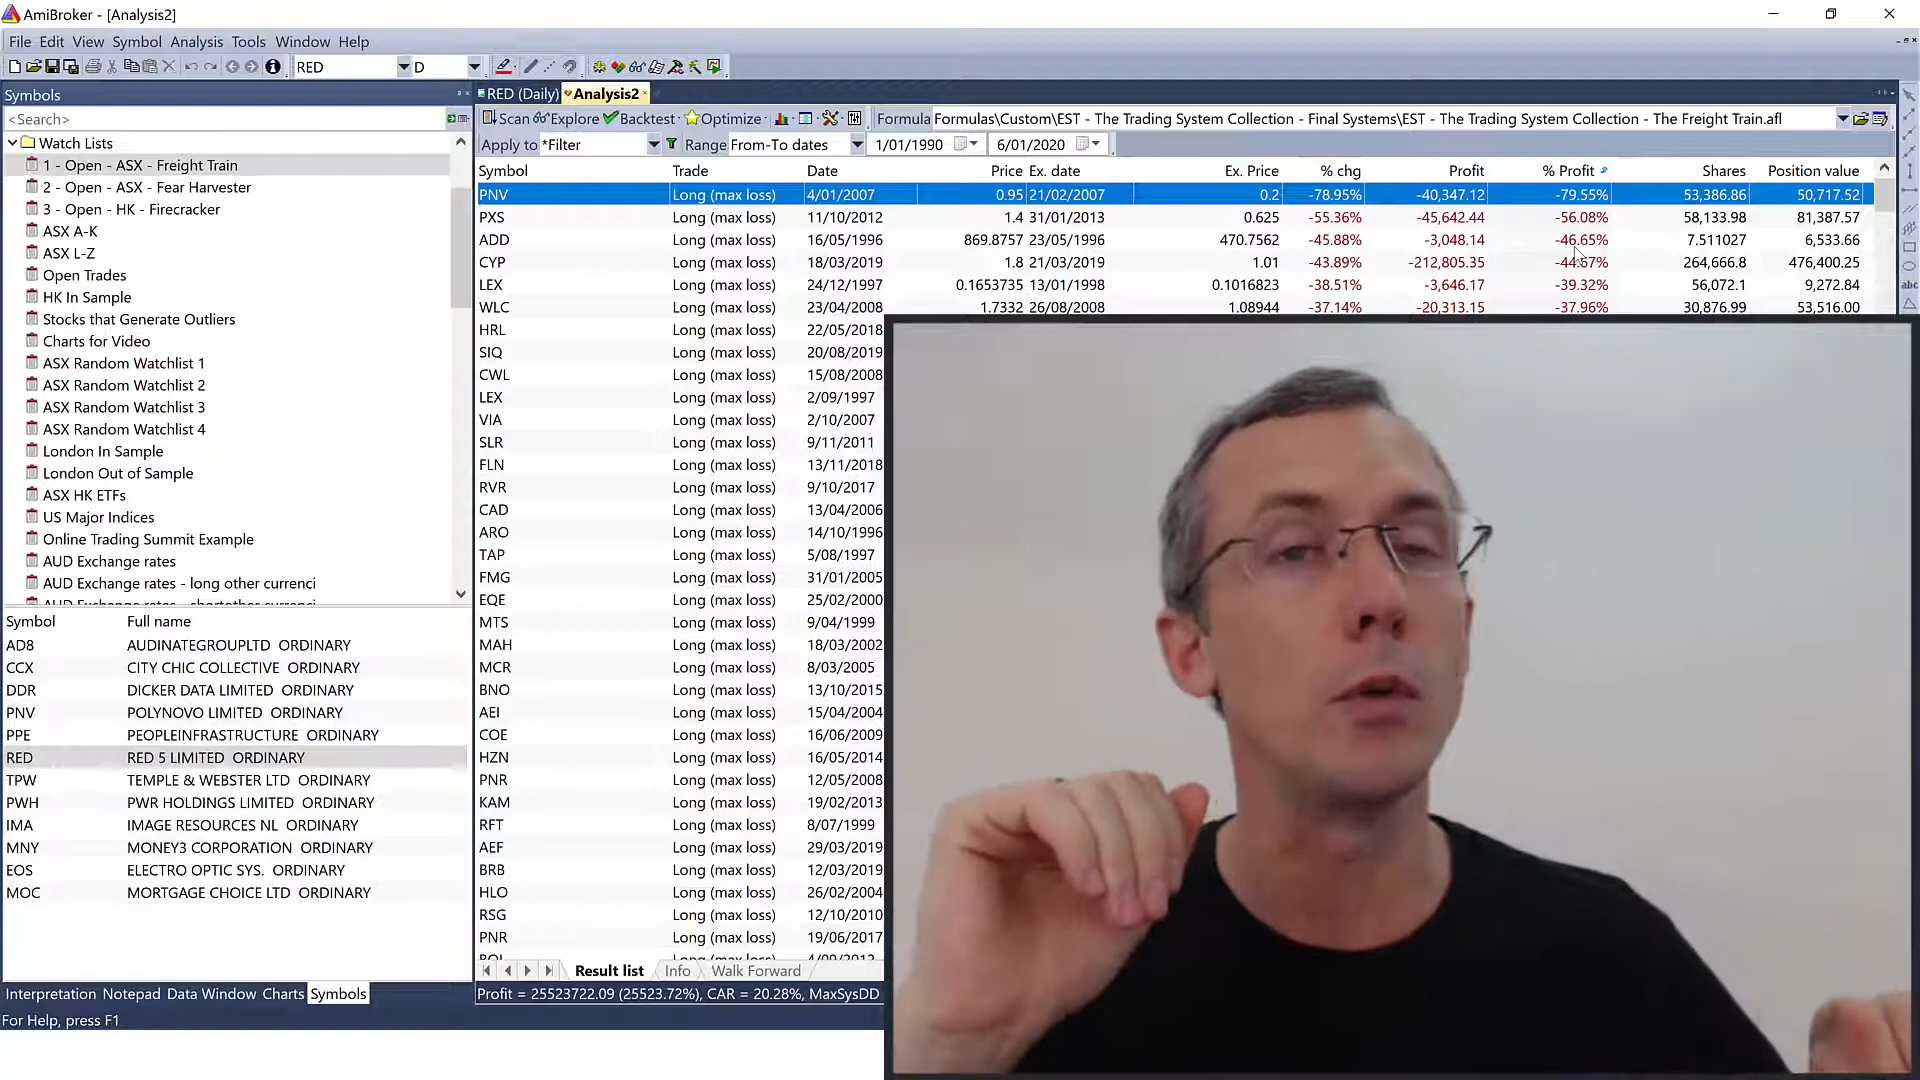 AmiBroker - [Analysis2]
File Edit View Symbol Analysis Tools Window Help
RED D
Symbols
RED (Daily) Analysis2
<Search>
Scan Explore Backtest Optimize Formula Formulas\Custom\EST - The Trading System Collection - Final Systems\EST - The Trading System Collection - The Freight Train.afl
Apply to *Filter Range From-To dates 1/01/1990 6/01/2020
Watch Lists
1 - Open - ASX - Freight Train
2 - Open - ASX - Fear Harvester
3 - Open - HK - Firecracker
ASX A-K
ASX L-Z
Open Trades
HK In Sample
Stocks that Generate Outliers
Charts for Video
ASX Random Watchlist 1
ASX Random Watchlist 2
ASX Random Watchlist 3
ASX Random Watchlist 4
London In Sample
London Out of Sample
ASX HK ETFs
US Major Indices
Online Trading Summit Example
AUD Exchange rates
AUD Exchange rates - long other currenci
Symbol Full name
AD8 AUDINATEGROUPLTD ORDINARY
CCX CITY CHIC COLLECTIVE ORDINARY
DDR DICKER DATA LIMITED ORDINARY
PNV POLYNOVO LIMITED ORDINARY
PPE PEOPLEINFRASTRUCTURE ORDINARY
RED RED 5 LIMITED ORDINARY
TPW TEMPLE & WEBSTER LTD ORDINARY
PWH PWR HOLDINGS LIMITED ORDINARY
IMA IMAGE RESOURCES NL ORDINARY
MNY MONEY3 CORPORATION ORDINARY
EOS ELECTRO OPTIC SYS. ORDINARY
MOC MORTGAGE CHOICE LTD ORDINARY
Interpretation Notepad Data Window Charts Symbols
For Help, press F1
Symbol Trade Date Price Ex. date Ex. Price % chg Profit % Profit Shares Position value
PNV Long (max loss) 4/01/2007 0.95 21/02/2007 0.2 -78.95% -40,347.12 -79.55% 53,386.86 50,717.52
PXS Long (max loss) 11/10/2012 1.4 31/01/2013 0.625 -55.36% -45,642.44 -56.08% 58,133.98 81,387.57
ADD Long (max loss) 16/05/1996 869.8757 23/05/1996 470.7562 -45.88% -3,048.14 -46.65% 7.511027 6,533.66
CYP Long (max loss) 18/03/2019 1.8 21/03/2019 1.01 -43.89% -212,805.35 -44.67% 264,666.8 476,400.25
LEX Long (max loss) 24/12/1997 0.1653735 13/01/1998 0.1016823 -38.51% -3,646.17 -39.32% 56,072.1 9,272.84
WLC Long (max loss) 23/04/2008 1.7332 26/08/2008 1.08944 -37.14% -20,313.15 -37.96% 30,876.99 53,516.00
HRL Long (max loss) 22/05/2018
SIQ Long (max loss) 20/08/2019
CWL Long (max loss) 15/08/2008
LEX Long (max loss) 2/09/1997
VIA Long (max loss) 2/10/2007
SLR Long (max loss) 9/11/2011
FLN Long (max loss) 13/11/2018
RVR Long (max loss) 9/10/2017
CAD Long (max loss) 13/04/2006
ARO Long (max loss) 14/10/1996
TAP Long (max loss) 5/08/1997
FMG Long (max loss) 31/01/2005
EQE Long (max loss) 25/02/2000
MTS Long (max loss) 9/04/1999
MAH Long (max loss) 18/03/2002
MCR Long (max loss) 8/03/2005
BNO Long (max loss) 13/10/2015
AEI Long (max loss) 15/04/2004
COE Long (max loss) 16/06/2009
HZN Long (max loss) 16/05/2014
PNR Long (max loss) 12/05/2008
KAM Long (max loss) 19/02/2013
RFT Long (max loss) 8/07/1999
AEF Long (max loss) 29/03/2019
BRB Long (max loss) 12/03/2019
HLO Long (max loss) 26/02/2004
RSG Long (max loss) 12/10/2010
PNR Long (max loss) 19/06/2017
Result list Info Walk Forward
Profit = 25523722.09 (25523.72%), CAR = 20.28%, MaxSysDD
abc